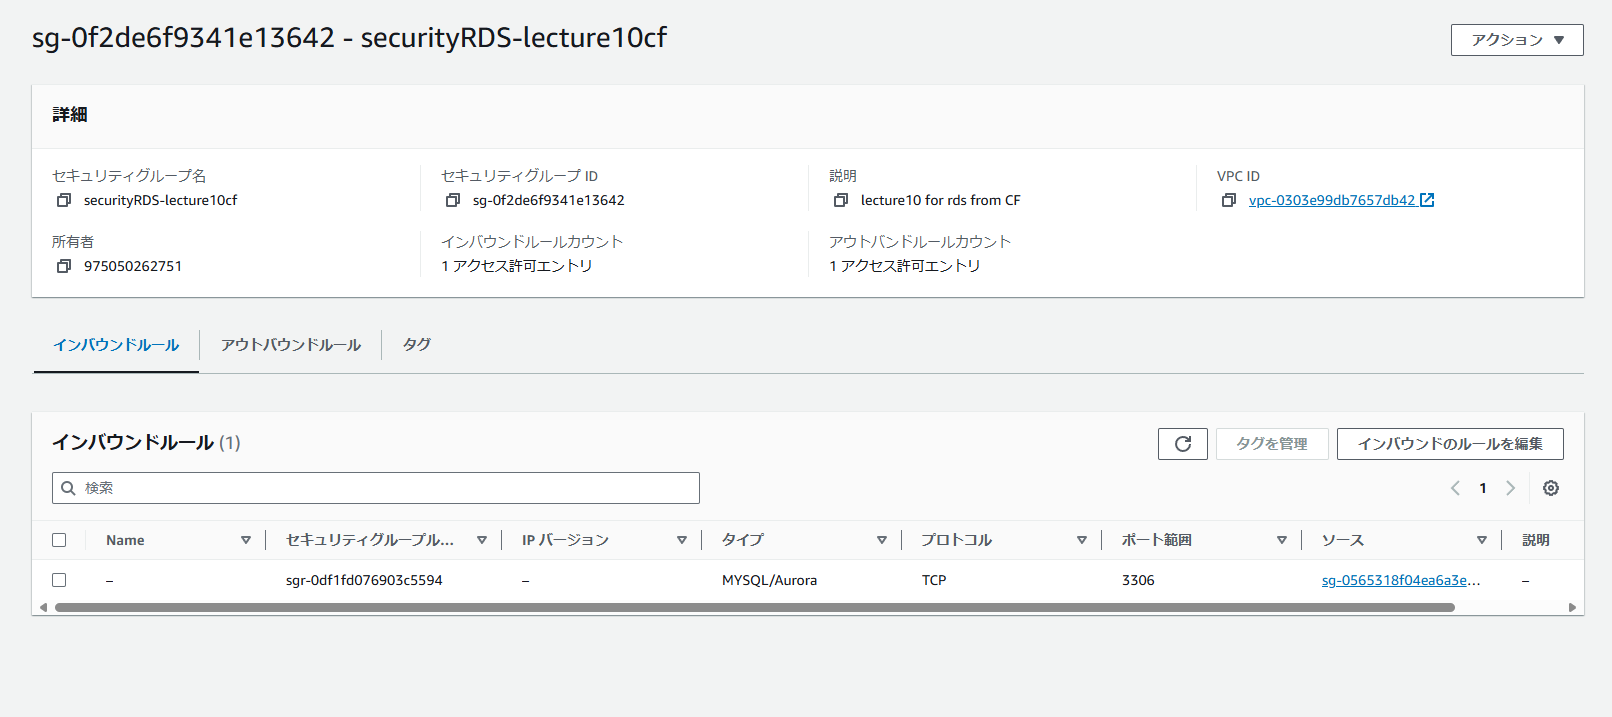 sg-0f2de6f9341e13642 - securityRDS-lecture10cf
アクション
詳細
セキュリティグループ名
securityRDS-lecture10cf
セキュリティグループ ID
sg-0f2de6f9341e13642
説明
lecture10 for rds from CF
VPC ID
vpc-0303e99db7657db42
所有者
975050262751
インバウンドルールカウント
1 アクセス許可エントリ
アウトバンドルールカウント
1 アクセス許可エントリ
インバウンドルール
アウトバウンドルール
タグ
インバウンドルール (1)
タグを管理
インバウンドのルールを編集
検索
1
Name
セキュリティグループル...
IP バージョン
タイプ
プロトコル
ポート範囲
ソース
説明
–
sgr-0df1fd076903c5594
–
MYSQL/Aurora
TCP
3306
sg-0565318f04ea6a3e...
–